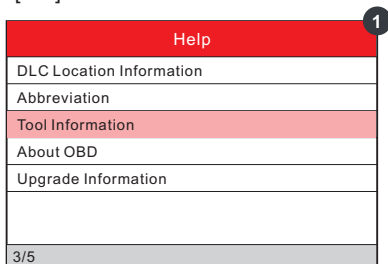 1
Help
DLC Location Information
Abbreviation
Tool Information
About OBD
Upgrade Information
3/5